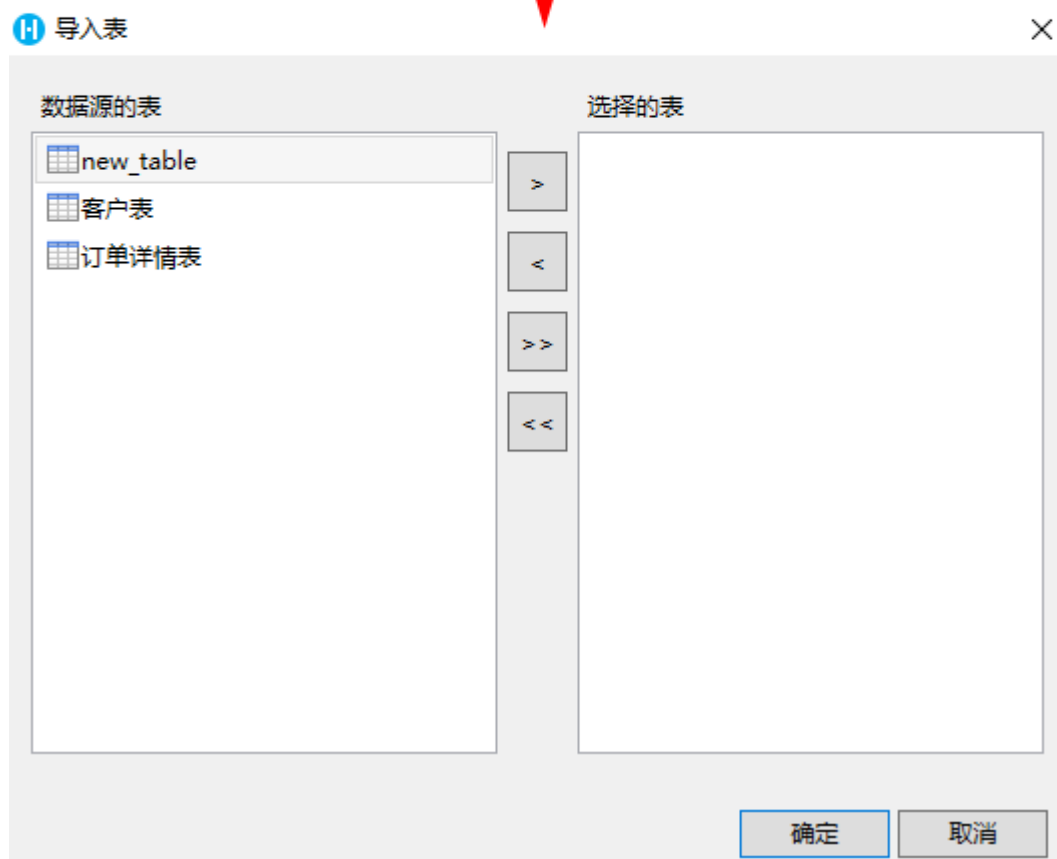 导入表
数据源的表
选择的表
new_table
客户表
订单详情表
>
<
>>
<<
确定
取消